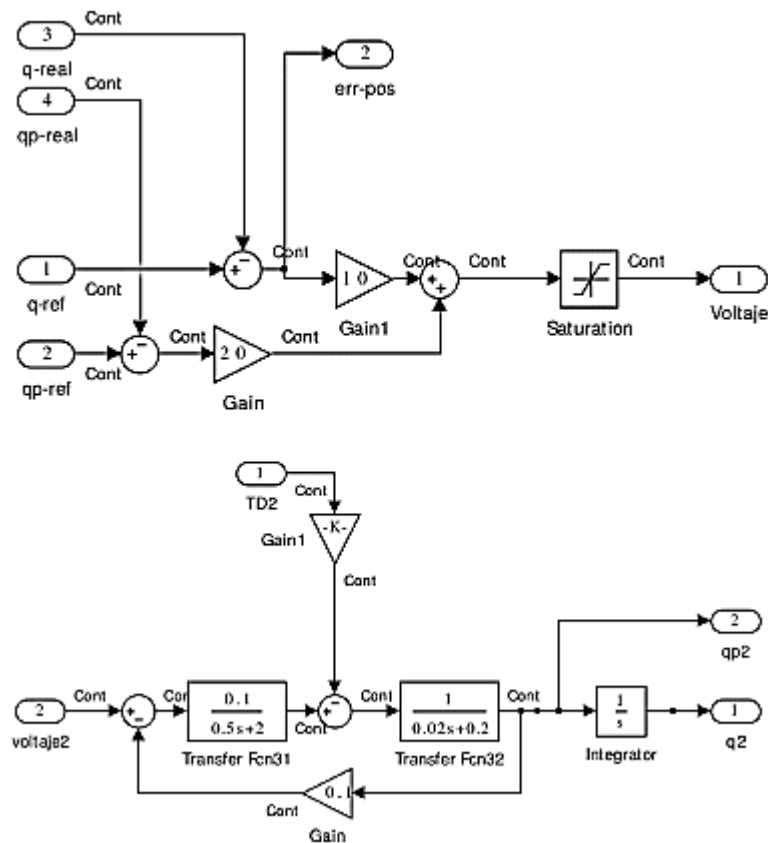 Cont
3
q-real
Cont
4
qp-real
2
err-pos
1
q-ref
Cont
+
-
Cont
1 0
Gain1
Cont
+
+
Cont
Saturation
Cont
1
Voltaje
2
qp-ref
Cont
+
-
Cont
2 0
Gain
Cont
1
TD2
Cont
-K-
Gain1
Cont
2
qp2
2
voltaje2
Cont
+
-
Cor
0.1
0.5s+2
Transfer Fcn31
Cont
+
-
Cont
1
0.02s+0.2
Transfer Fcn32
Cont
1
s
Integrator
1
q2
0.1
Gain
Cont